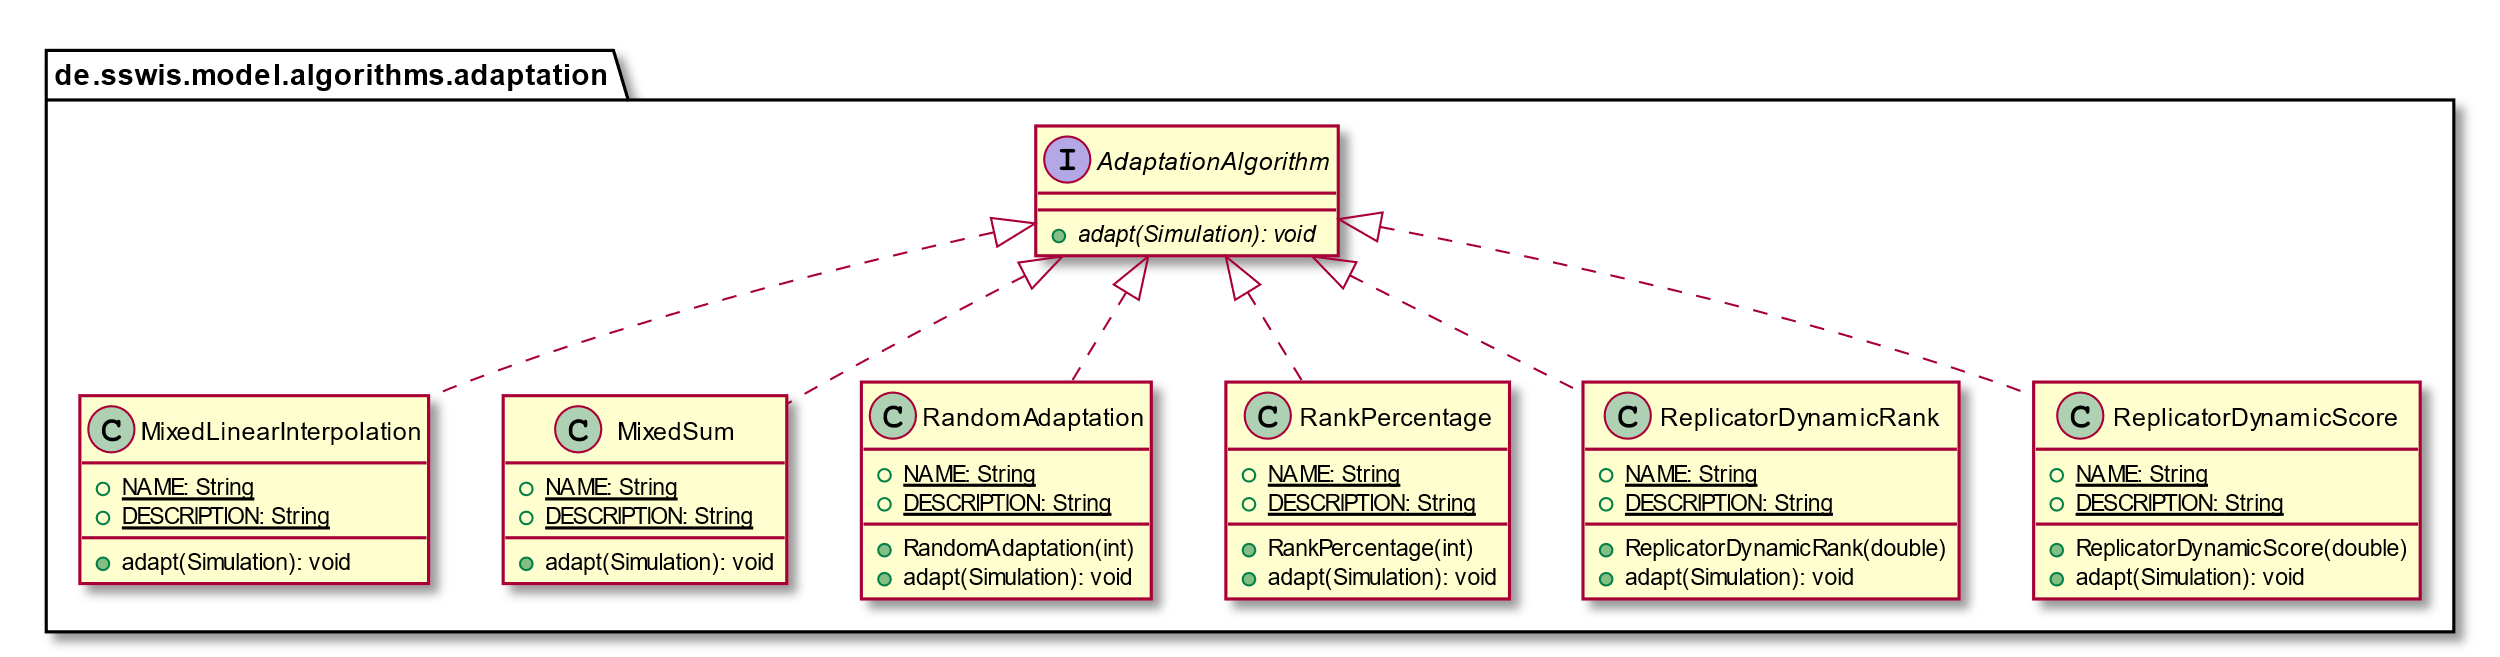 de.sswis.model.algorithms.adaptation
I AdaptationAlgorithm
adapt(Simulation): void
C MixedLinearInterpolation
NAME: String
DESCRIPTION: String
adapt(Simulation): void
C MixedSum
NAME: String
DESCRIPTION: String
adapt(Simulation): void
C RandomAdaptation
NAME: String
DESCRIPTION: String
RandomAdaptation(int)
adapt(Simulation): void
C RankPercentage
NAME: String
DESCRIPTION: String
RankPercentage(int)
adapt(Simulation): void
C ReplicatorDynamicRank
NAME: String
DESCRIPTION: String
ReplicatorDynamicRank(double)
adapt(Simulation): void
C ReplicatorDynamicScore
NAME: String
DESCRIPTION: String
ReplicatorDynamicScore(double)
adapt(Simulation): void